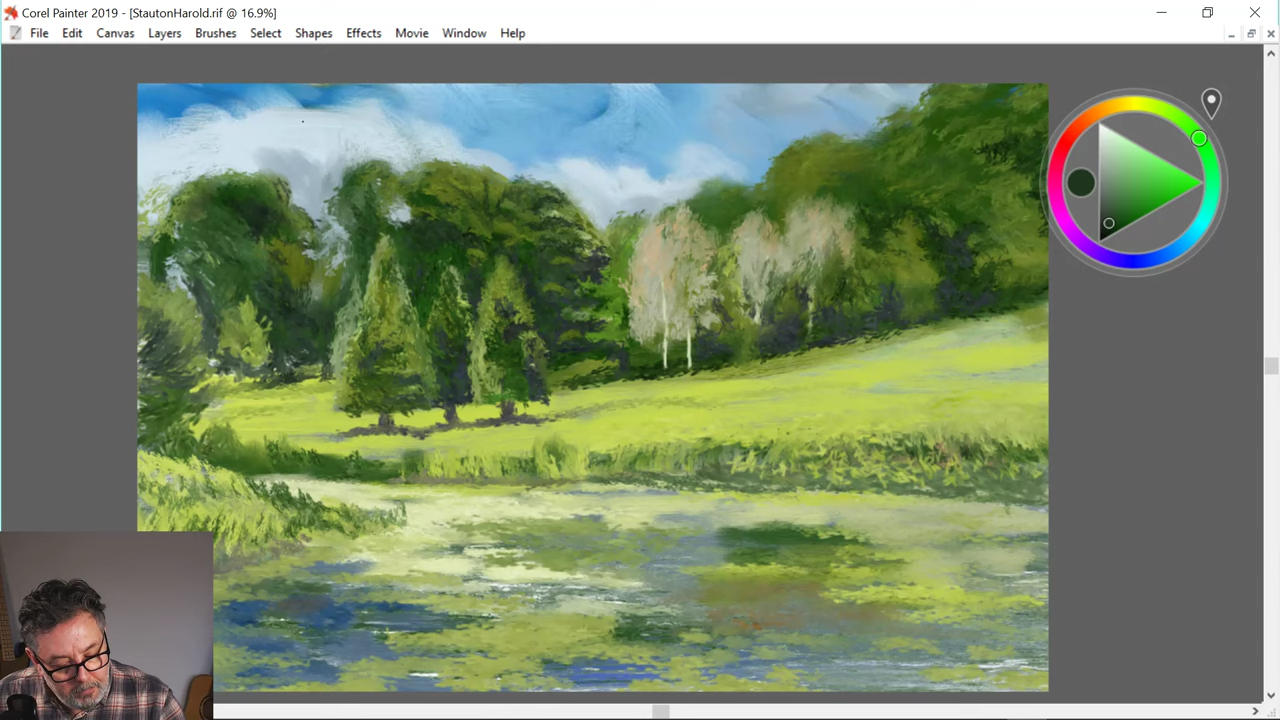 Corel Painter 2019 - [StautonHarold.rif @ 16.9%]
File Edit Canvas Layers Brushes Select Shapes Effects Movie Window Help